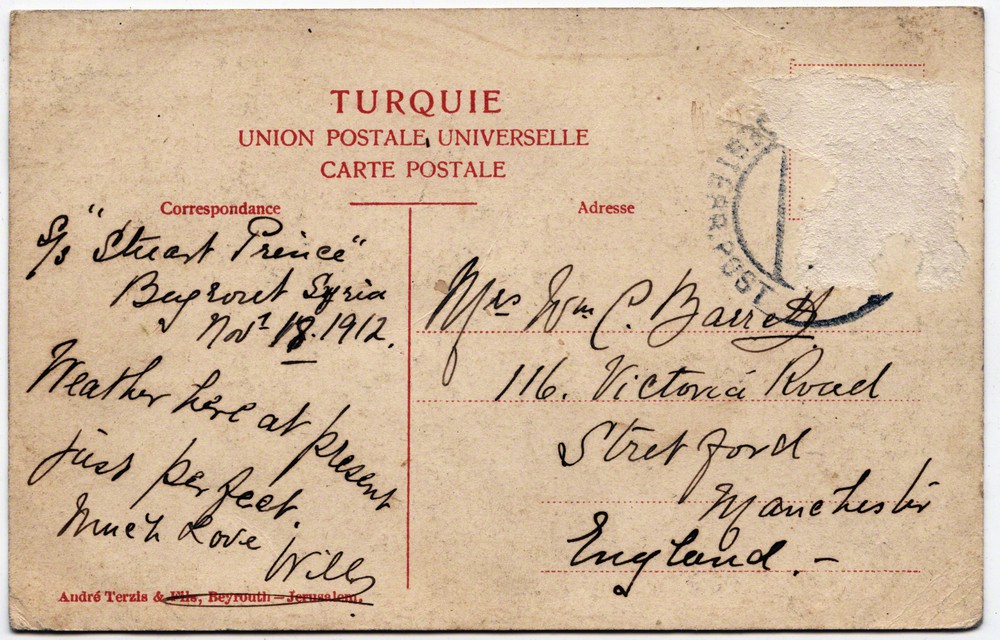 TURQUIE
UNION POSTALE UNIVERSELLE
CARTE POSTALE
Correspondance
S/S "Stuart Prince"
Beyrout Syria
Nov 18. 1912.
Weather here at present
just perfect.
Much Love
Will
André Terzis & Fils, Beyrouth—Jerusalem.
Adresse
Mrs Wm C. Barrett
116. Victoria Road
Stretford
Manchester
England. -
POST